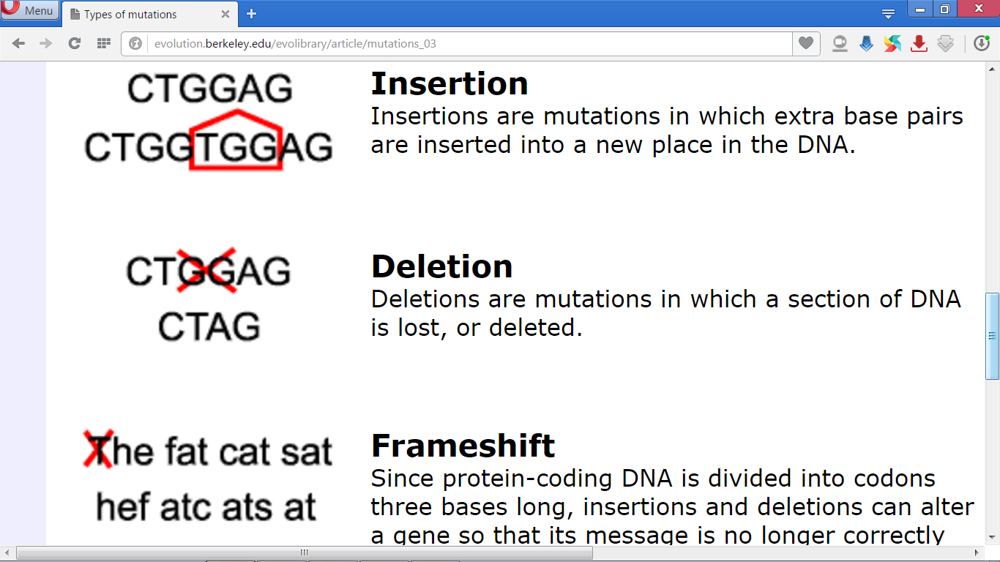 Menu
Types of mutations
evolution.berkeley.edu/evolibrary/article/mutations_03
CTGGAG
CTGGTGGAG
Insertion
Insertions are mutations in which extra base pairs
are inserted into a new place in the DNA.
CTGGAG
CTAG
Deletion
Deletions are mutations in which a section of DNA
is lost, or deleted.
The fat cat sat
hef atc ats at
Frameshift
Since protein-coding DNA is divided into codons
three bases long, insertions and deletions can alter
a gene so that its message is no longer correctly